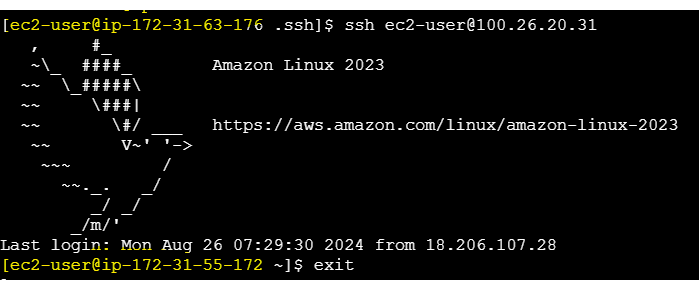 [ec2-user@ip-172-31-63-176 .ssh]$ ssh ec2-user@100.26.20.31
   ,     #_
   ~\_  ####_        Amazon Linux 2023
  ~~  \_#####\
  ~~     \###|
  ~~       \#/ ___   https://aws.amazon.com/linux/amazon-linux-2023
   ~~       V~' '->
    ~~~         /
      ~~._.   _/
         _/ _/
       _/m/'
Last login: Mon Aug 26 07:29:30 2024 from 18.206.107.28
[ec2-user@ip-172-31-55-172 ~]$ exit